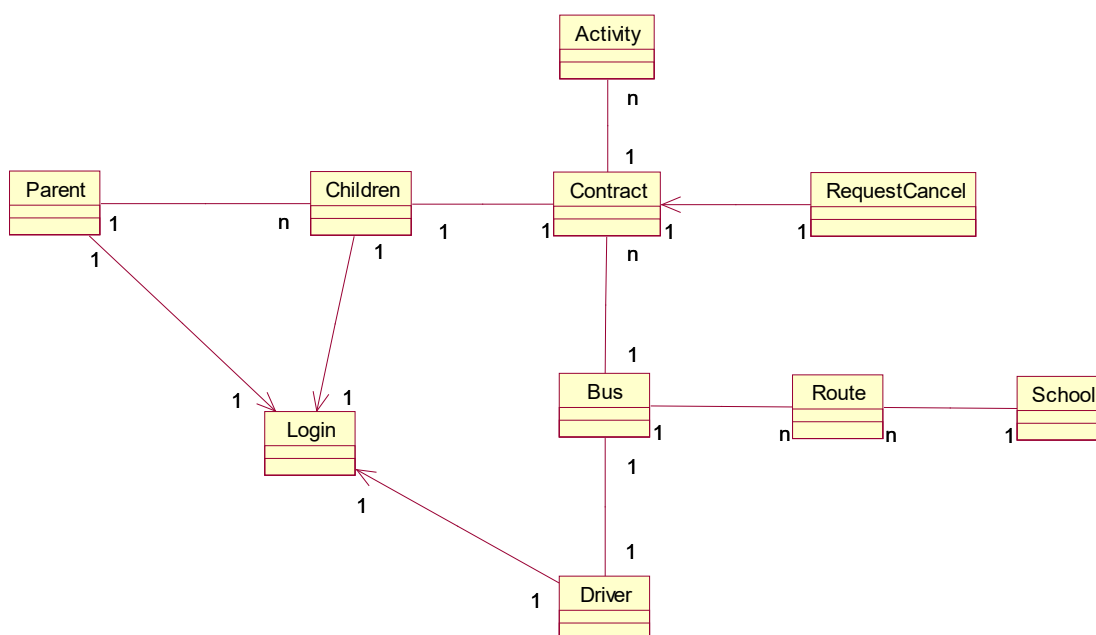 Activity
n
1
Parent
Children
Contract
RequestCancel
1
n
1
1
1
1
1
1
n
1
1
1
1
Login
Bus
Route
School
1
n
n
1
1
1
1
1
Driver